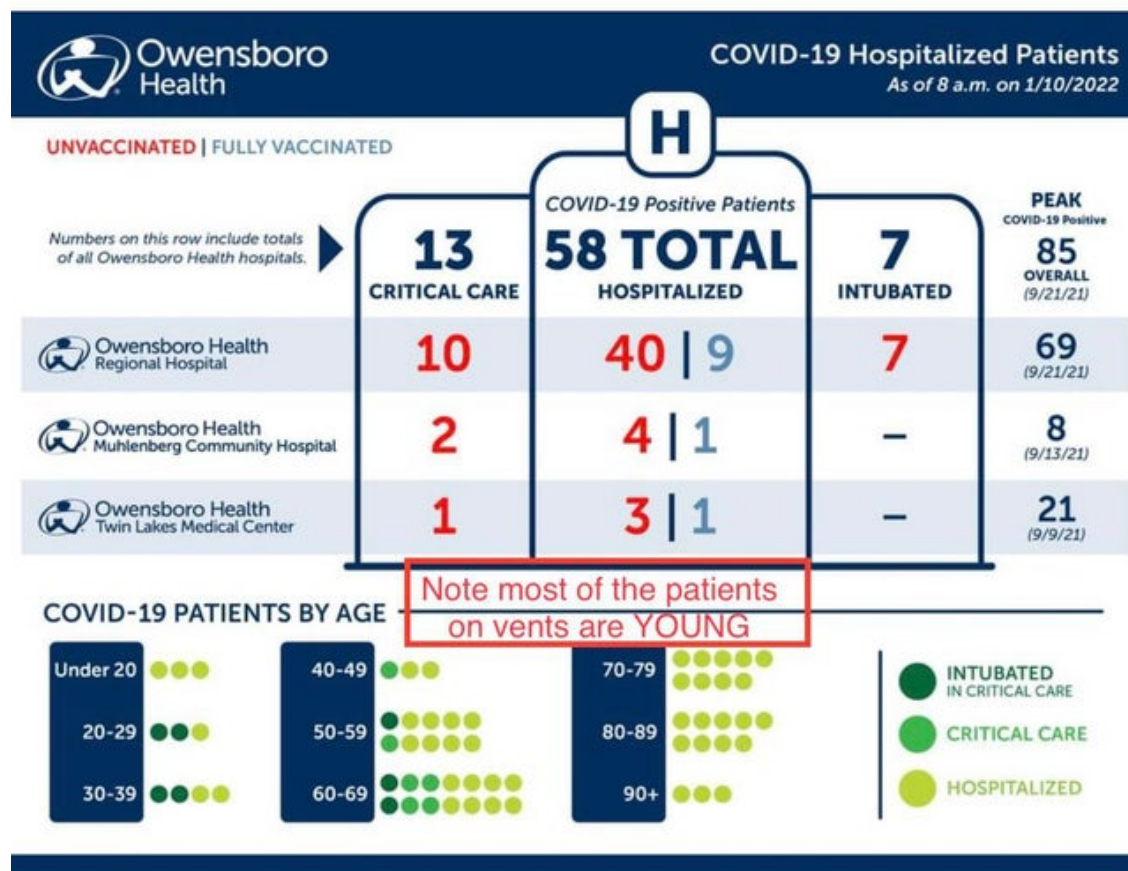 Owensboro
Health
COVID-19 Hospitalized Patients
As of 8 a.m. on 1/10/2022
UNVACCINATED | FULLY VACCINATED
H
Numbers on this row include totals
of all Owensboro Health hospitals.
13
CRITICAL CARE
COVID-19 Positive Patients
58 TOTAL
HOSPITALIZED
7
INTUBATED
PEAK
COVID-19 Positive
85
OVERALL
(9/21/21)
Owensboro Health
Regional Hospital
10
40 | 9
7
69
(9/21/21)
Owensboro Health
Muhlenberg Community Hospital
2
4 | 1
–
8
(9/13/21)
Owensboro Health
Twin Lakes Medical Center
1
3 | 1
–
21
(9/9/21)
Note most of the patients
on vents are YOUNG
COVID-19 PATIENTS BY AGE
Under 20
20-29
30-39
40-49
50-59
60-69
70-79
80-89
90+
INTUBATED
IN CRITICAL CARE
CRITICAL CARE
HOSPITALIZED